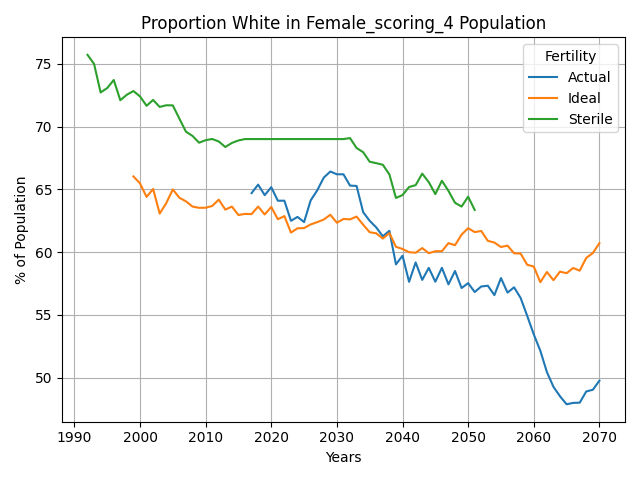 Proportion White in Female_scoring_4 Population
Fertility
Actual
Ideal
Sterile
% of Population
75
70
65
60
55
50
1990 2000 2010 2020 2030 2040 2050 2060 2070
Years